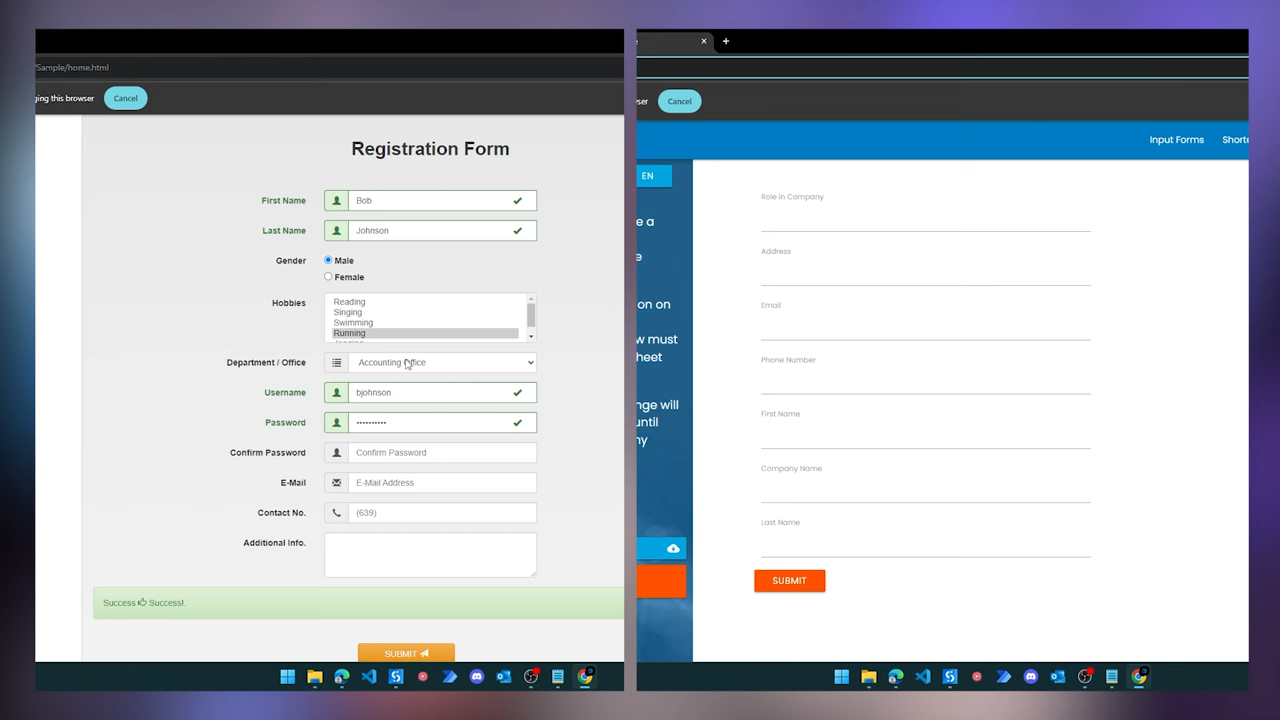 /Sample/home.html
ging this browser
Cancel
Registration Form
First Name
Bob
Last Name
Johnson
Gender
Male
Female
Hobbies
Reading
Singing
Swimming
Running
Department / Office
Accounting Office
Username
bjohnson
Password
••••••••••
Confirm Password
Confirm Password
E-Mail
E-Mail Address
Contact No.
(639)
Additional Info.
Success Success!.
SUBMIT
Cancel
Input Forms
EN
Role in Company
Address
Email
Phone Number
First Name
Company Name
Last Name
SUBMIT
e a
e
on on
w must
heet
nge will
until
y